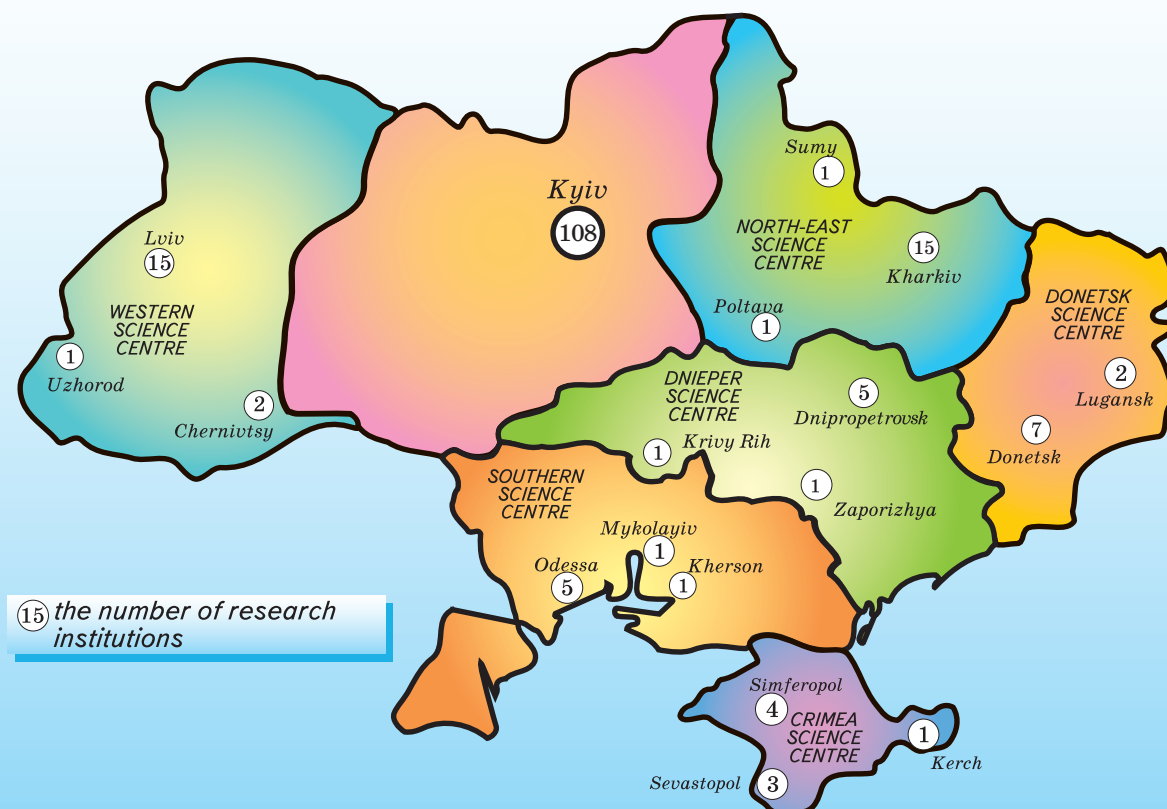 Sumy
1
Kyiv
108
NORTH-EAST
SCIENCE
CENTRE
15
Kharkiv
Poltava
1
Lviv
15
WESTERN
SCIENCE
CENTRE
1
Uzhorod
2
Chernivtsy
DONETSK
SCIENCE
CENTRE
2
Lugansk
7
Donetsk
DNIEPER
SCIENCE
CENTRE
5
Dnipropetrovsk
Krivy Rih
1
1
Zaporizhya
SOUTHERN
SCIENCE
CENTRE
Mykolayiv
1
Odessa
5
Kherson
1
15 the number of research
institutions
Simferopol
4
CRIMEA
SCIENCE
CENTRE
1
Kerch
Sevastopol
3